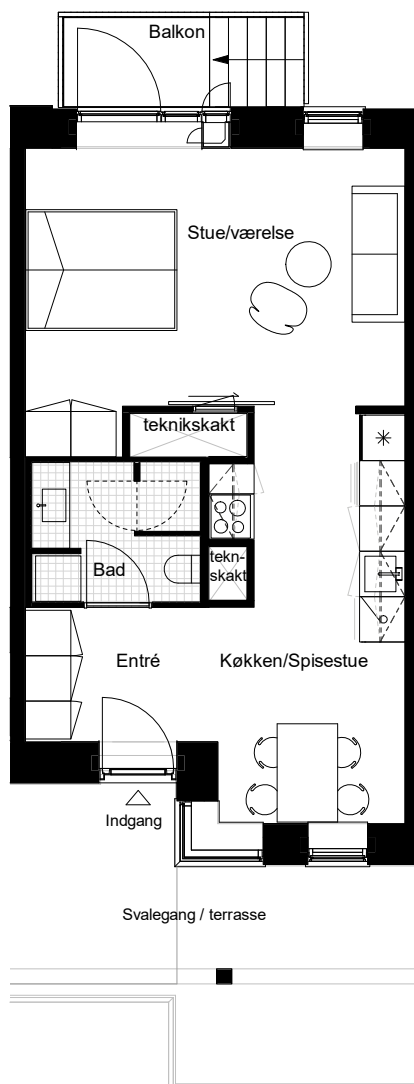 Balkon
Stue/værelse
teknikskakt
tekn-
skakt
Bad
Entré
Køkken/Spisestue
Indgang
Svalegang / terrasse